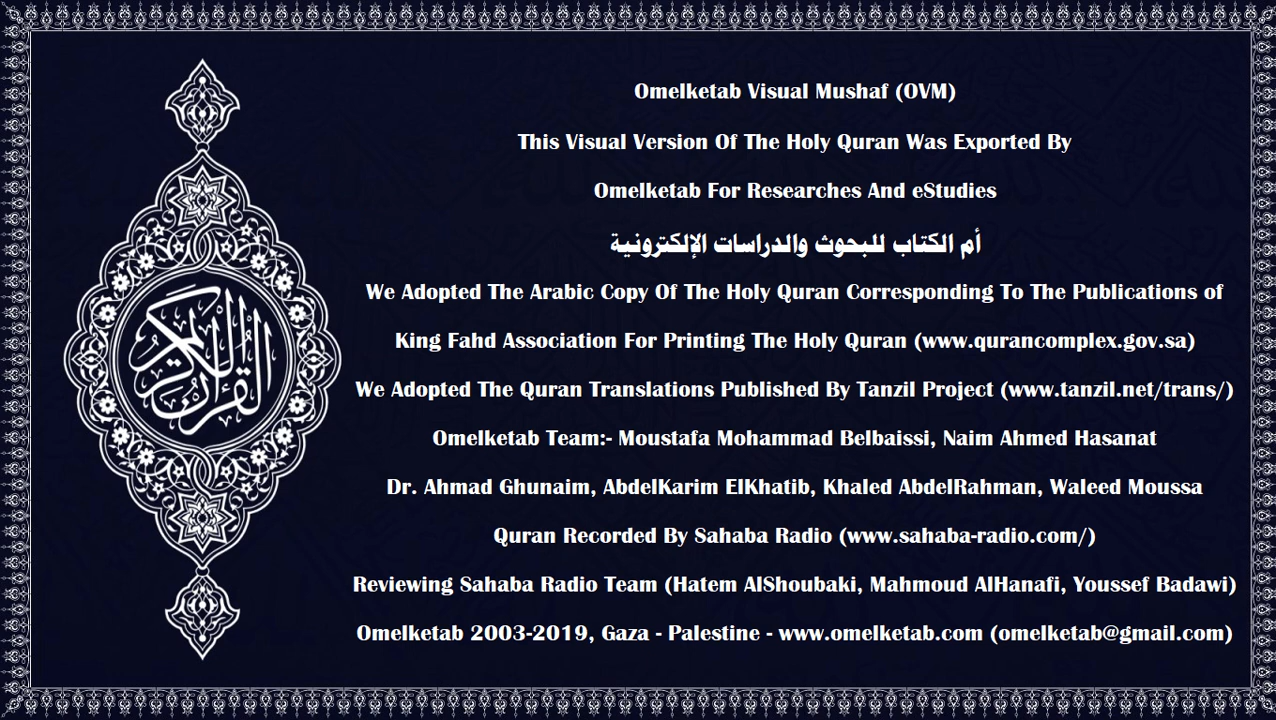 القرآن الكريم
Omelketab Visual Mushaf (OVM)
This Visual Version Of The Holy Quran Was Exported By
Omelketab For Researches And eStudies
أم الكتاب للبحوث والدراسات الإلكترونية
We Adopted The Arabic Copy Of The Holy Quran Corresponding To The Publications of
King Fahd Association For Printing The Holy Quran (www.qurancomplex.gov.sa)
We Adopted The Quran Translations Published By Tanzil Project (www.tanzil.net/trans/)
Omelketab Team:- Moustafa Mohammad Belbaissi, Naim Ahmed Hasanat
Dr. Ahmad Ghunaim, AbdelKarim ElKhatib, Khaled AbdelRahman, Waleed Moussa
Quran Recorded By Sahaba Radio (www.sahaba-radio.com/)
Reviewing Sahaba Radio Team (Hatem AlShoubaki, Mahmoud AlHanafi, Youssef Badawi)
Omelketab 2003-2019, Gaza - Palestine - www.omelketab.com (omelketab@gmail.com)